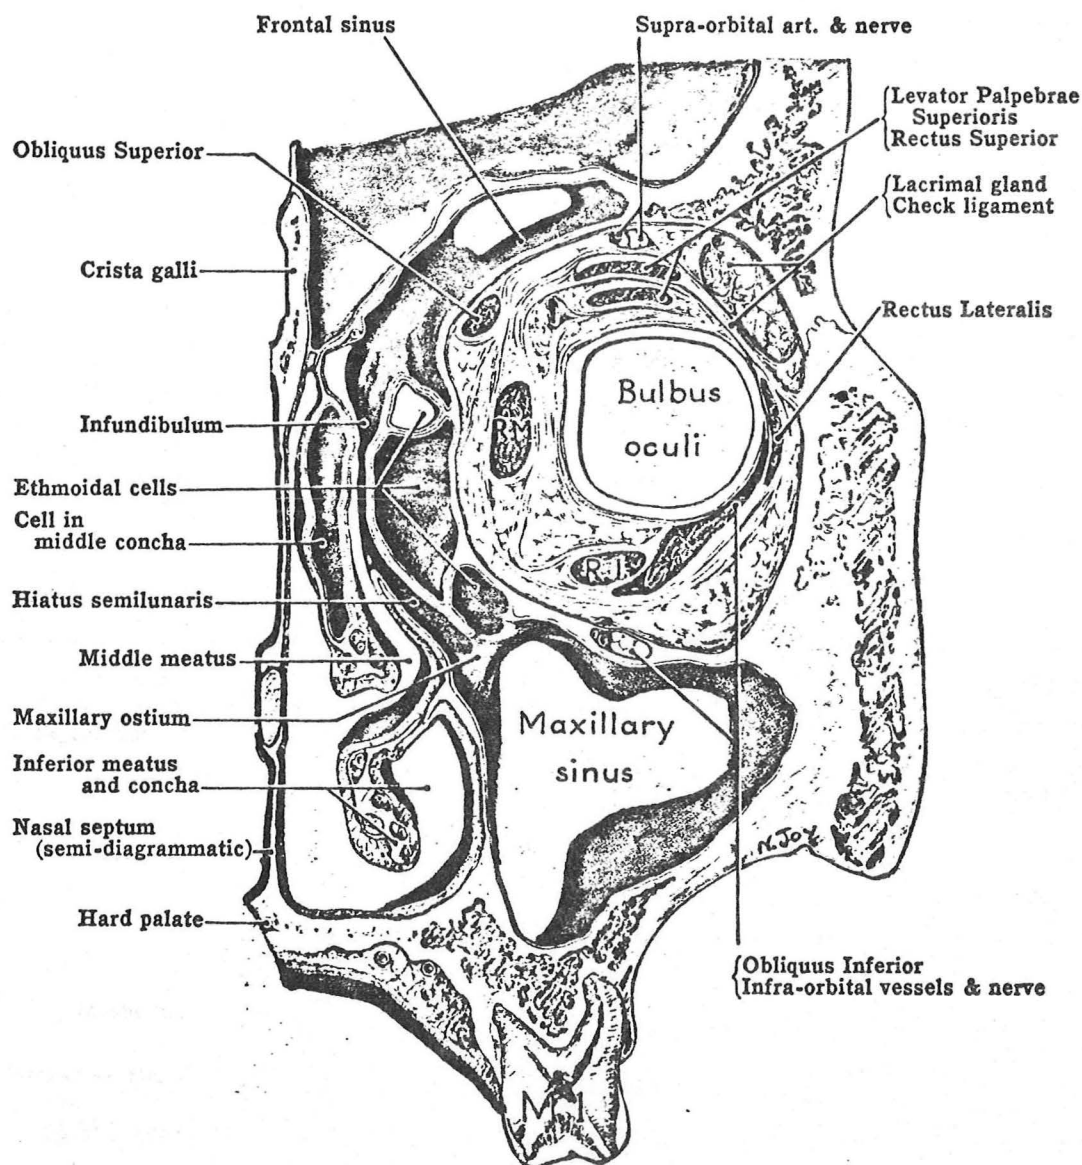 Frontal sinus
Supra-orbital art. & nerve
Levator Palpebrae
Superioris
Rectus Superior
Obliquus Superior
Lacrimal gland
Check ligament
Crista galli
Rectus Lateralis
Bulbus
oculi
Infundibulum
RM
Ethmoidal cells
Cell in
middle concha
R.I
Hiatus semilunaris
Middle meatus
Maxillary ostium
Maxillary
sinus
Inferior meatus
and concha
Nasal septum
(semi-diagrammatic)
N. Joy
Hard palate
Obliquus Inferior
Infra-orbital vessels & nerve
M 1